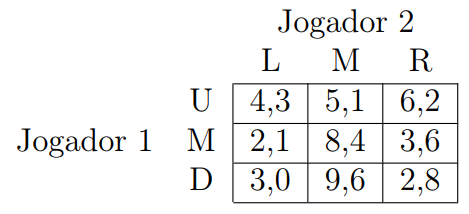 Jogador 2
L M R
U 4,3 5,1 6,2
Jogador 1 M 2,1 8,4 3,6
D 3,0 9,6 2,8